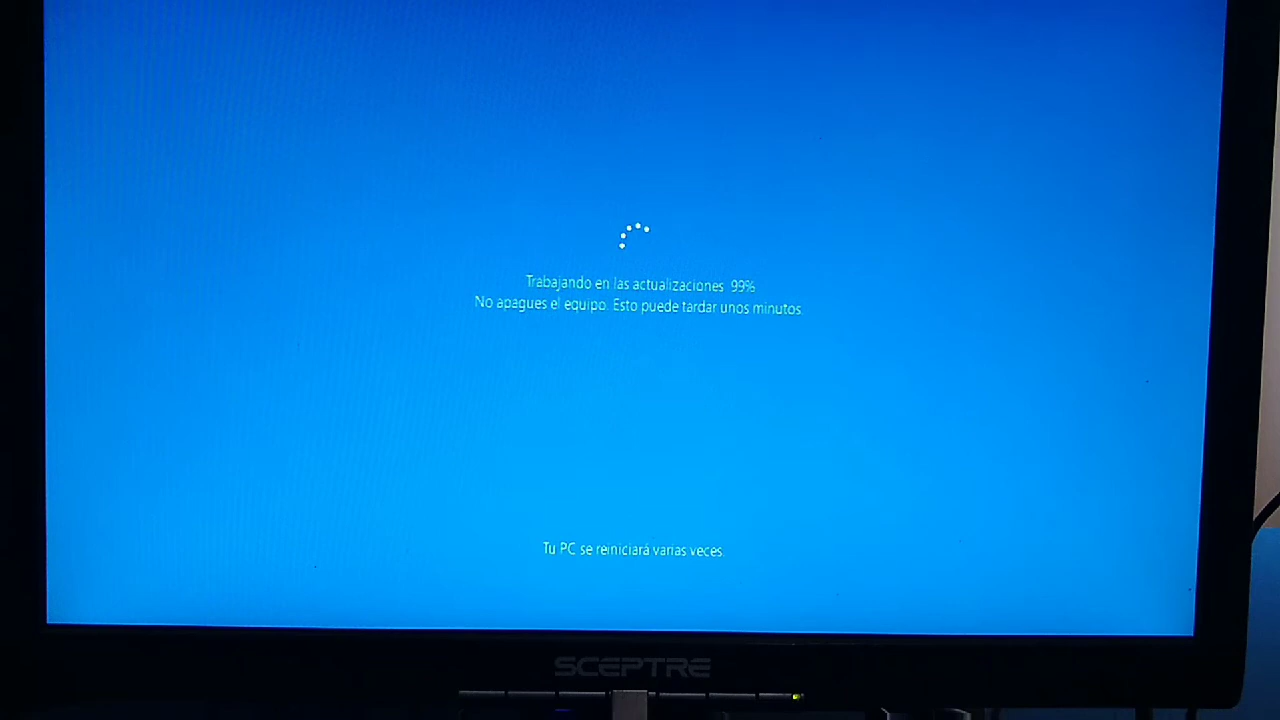 Trabajando en las actualizaciones 99%
No apagues el equipo. Esto puede tardar unos minutos.
Tu PC se reiniciará varias veces.
SCEPTRE